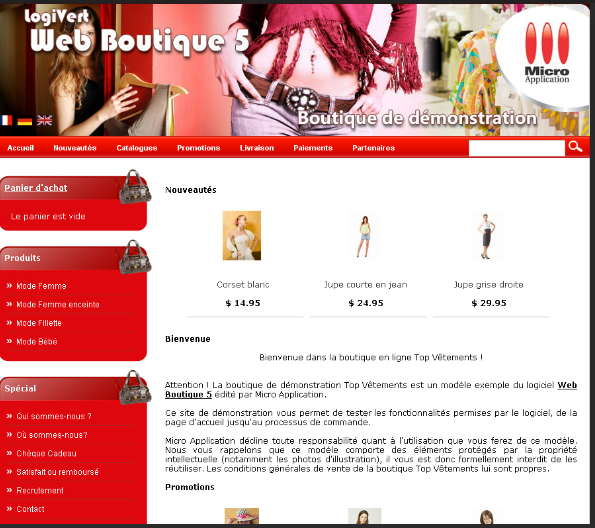 LogiVert
Web Boutique 5
Micro
Application
Boutique de démonstration
Accueil Nouveautés Catalogues Promotions Livraison Paiements Partenaires
Panier d'achat
Le panier est vide
Produits
» Mode Femme
» Mode Femme enceinte
» Mode Fillette
» Mode Bébé
Spécial
» Qui sommes-nous ?
» Où sommes-nous?
» Chèque Cadeau
» Satisfait ou remboursé
» Recrutement
» Contact
Nouveautés
Corset blanc Jupe courte en jean Jupe grise droite
$ 14.95 $ 24.95 $ 29.95
Bienvenue
Bienvenue dans la boutique en ligne Top Vêtements !
Attention ! La boutique de démonstration Top Vêtements est un modèle exemple du logiciel Web
Boutique 5 édité par Micro Application.
Ce site de démonstration vous permet de tester les fonctionnalités permises par le logiciel, de la
page d'accueil jusqu'au processus de commande.
Micro Application décline toute responsabilité quant à l'utilisation que vous ferez de ce modèle.
Nous vous rappelons que ce modèle comporte des éléments protégés par la propriété
intellectuelle (notamment les photos d'illustration), il vous est donc formellement interdit de les
réutiliser. Les conditions générales de vente de la boutique Top Vêtements lui sont propres.
Promotions